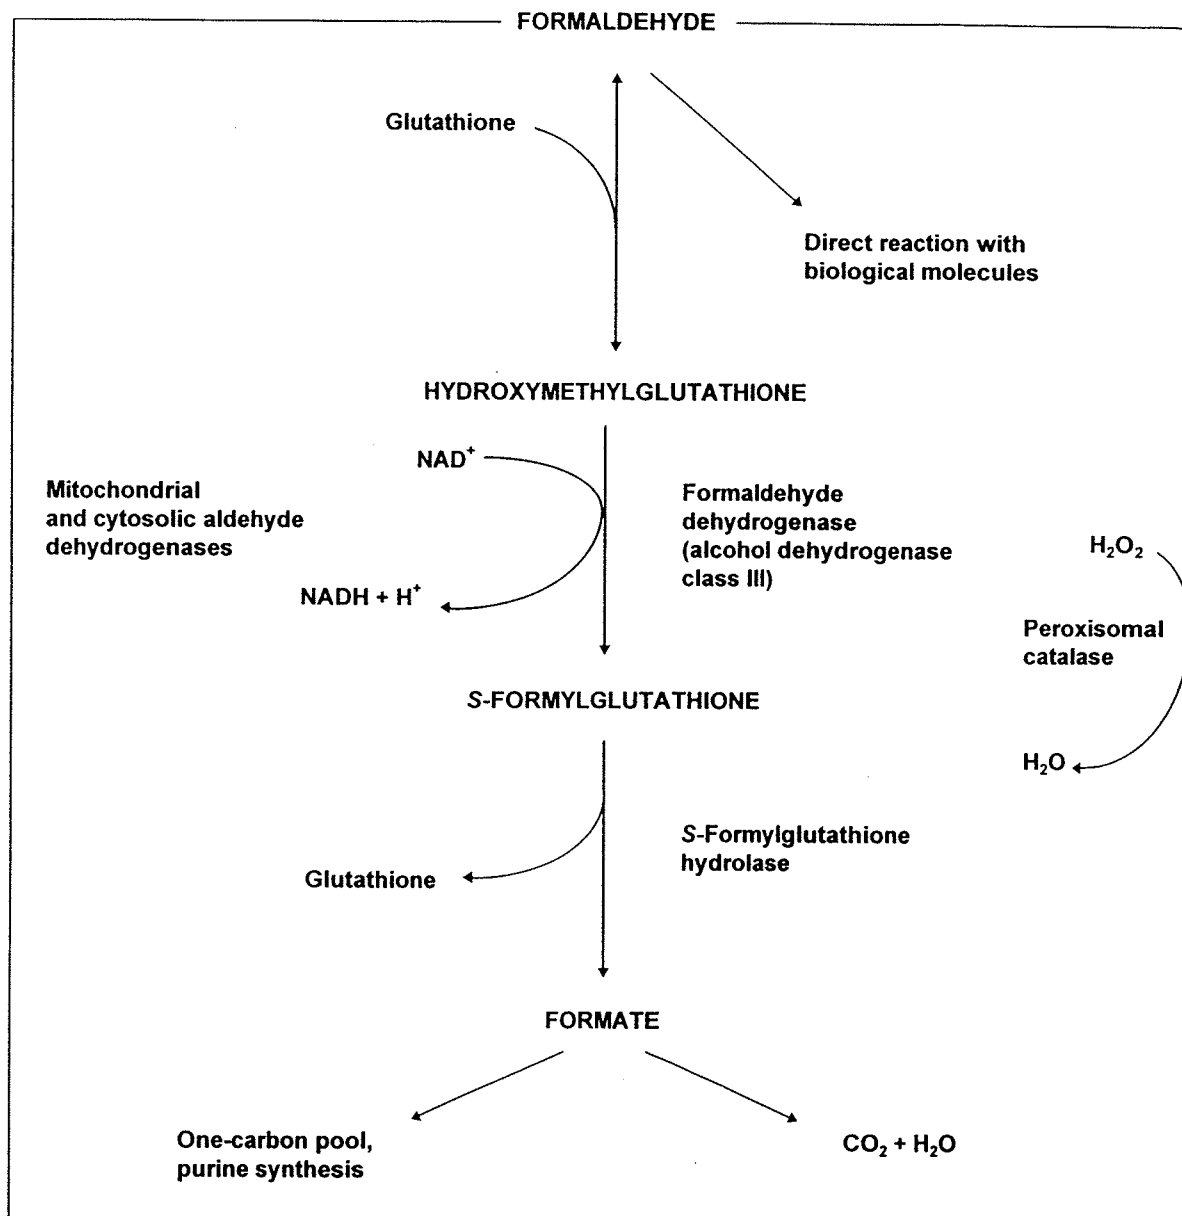 FORMALDEHYDE
Glutathione
Direct reaction with
biological molecules
HYDROXYMETHYLGLUTATHIONE
NAD⁺
Mitochondrial
and cytosolic aldehyde
dehydrogenases
Formaldehyde
dehydrogenase
(alcohol dehydrogenase
class III)
H₂O₂
NADH + H⁺
Peroxisomal
catalase
S-FORMYLGLUTATHIONE
H₂O
S-Formylglutathione
hydrolase
Glutathione
FORMATE
One-carbon pool,
purine synthesis
CO₂ + H₂O